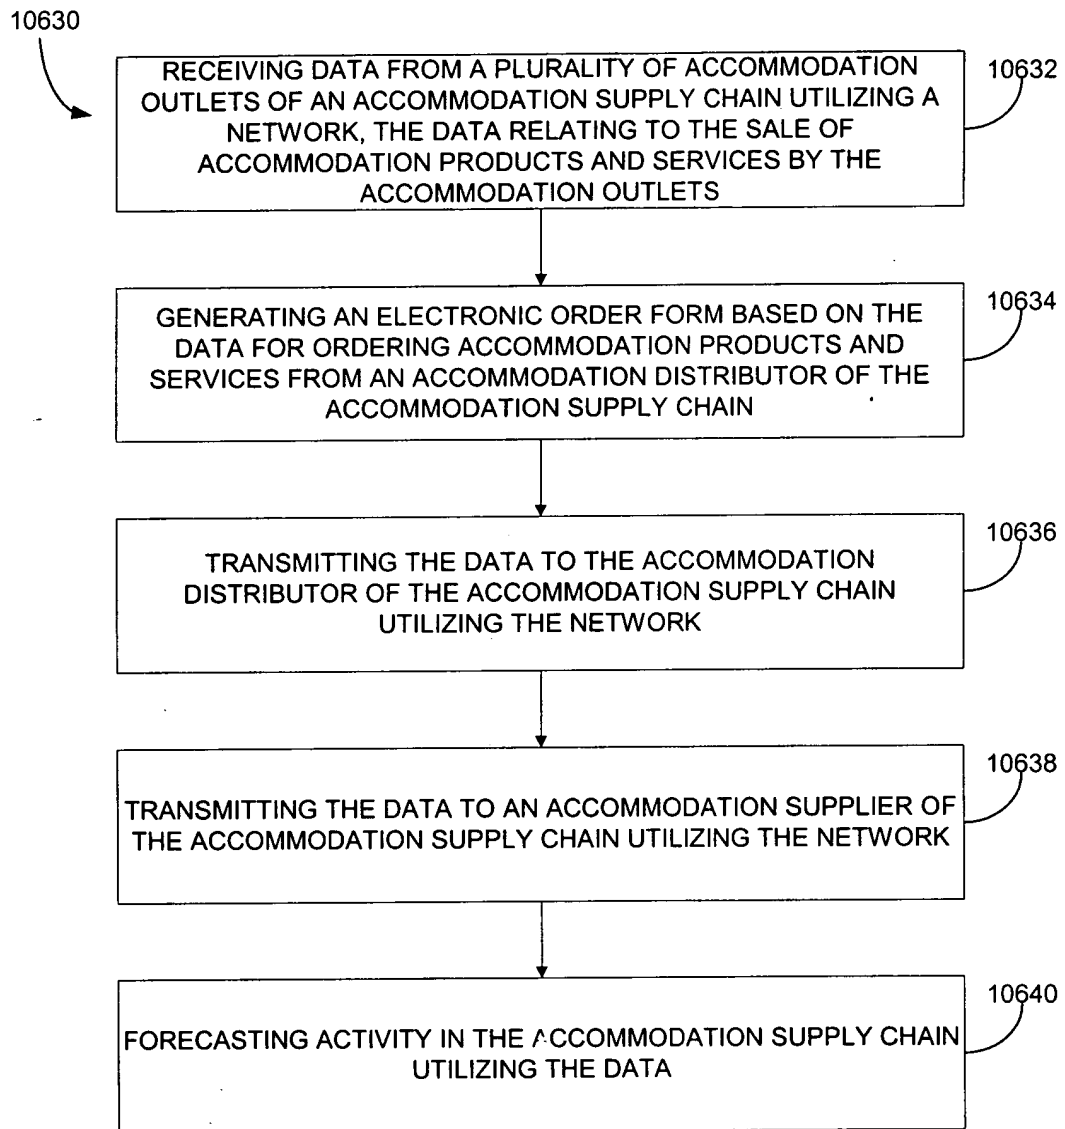 10630
RECEIVING DATA FROM A PLURALITY OF ACCOMMODATION
OUTLETS OF AN ACCOMMODATION SUPPLY CHAIN UTILIZING A
NETWORK, THE DATA RELATING TO THE SALE OF
ACCOMMODATION PRODUCTS AND SERVICES BY THE
ACCOMMODATION OUTLETS
10632
GENERATING AN ELECTRONIC ORDER FORM BASED ON THE
DATA FOR ORDERING ACCOMMODATION PRODUCTS AND
SERVICES FROM AN ACCOMMODATION DISTRIBUTOR OF THE
ACCOMMODATION SUPPLY CHAIN
10634
TRANSMITTING THE DATA TO THE ACCOMMODATION
DISTRIBUTOR OF THE ACCOMMODATION SUPPLY CHAIN
UTILIZING THE NETWORK
10636
TRANSMITTING THE DATA TO AN ACCOMMODATION SUPPLIER OF
THE ACCOMMODATION SUPPLY CHAIN UTILIZING THE NETWORK
10638
FORECASTING ACTIVITY IN THE ACCOMMODATION SUPPLY CHAIN
UTILIZING THE DATA
10640